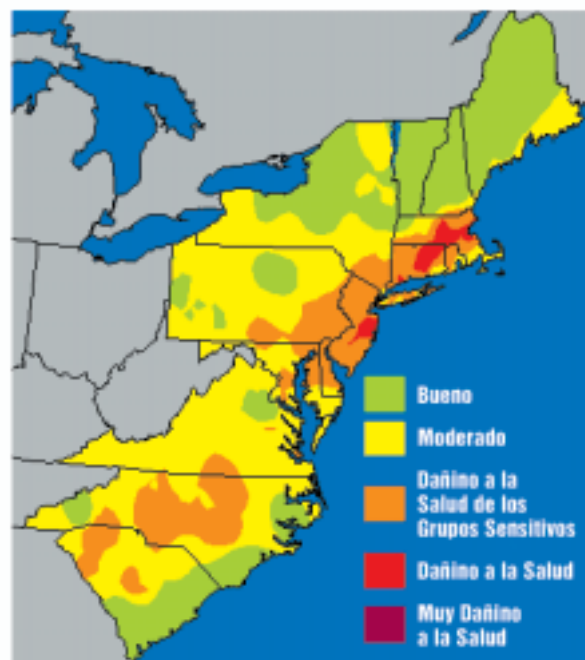 Bueno
Moderado
Dañino a la
Salud de los
Grupos Sensitivos
Dañino a la Salud
Muy Dañino
a la Salud